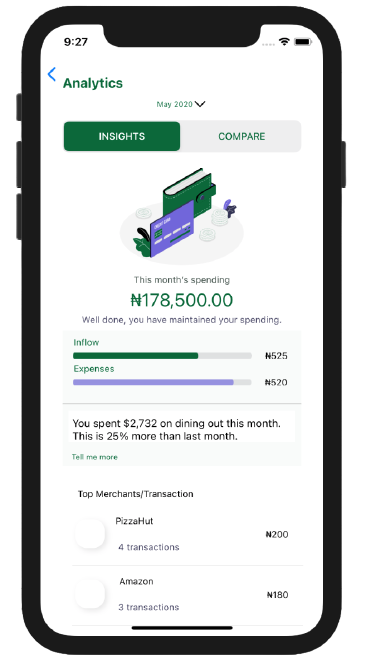 9:27
Analytics
May 2020
INSIGHTS
COMPARE
This month's spending
₦178,500.00
Well done, you have maintained your spending.
Inflow
₦525
Expenses
₦520
You spent $2,732 on dining out this month.
This is 25% more than last month.
Tell me more
Top Merchants/Transaction
PizzaHut
₦200
4 transactions
Amazon
₦180
3 transactions